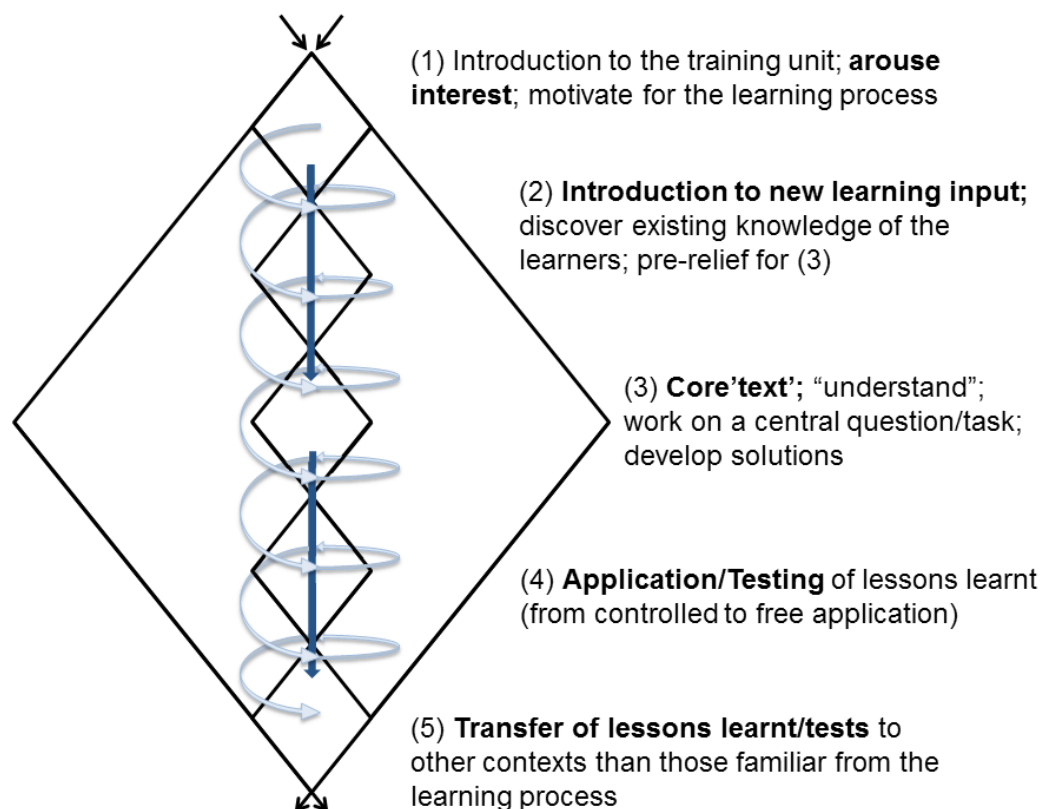 (1) Introduction to the training unit; arouse
interest; motivate for the learning process
(2) Introduction to new learning input;
discover existing knowledge of the
learners; pre-relief for (3)
(3) Core’text’; “understand”;
work on a central question/task;
develop solutions
(4) Application/Testing of lessons learnt
(from controlled to free application)
(5) Transfer of lessons learnt/tests to
other contexts than those familiar from the
learning process